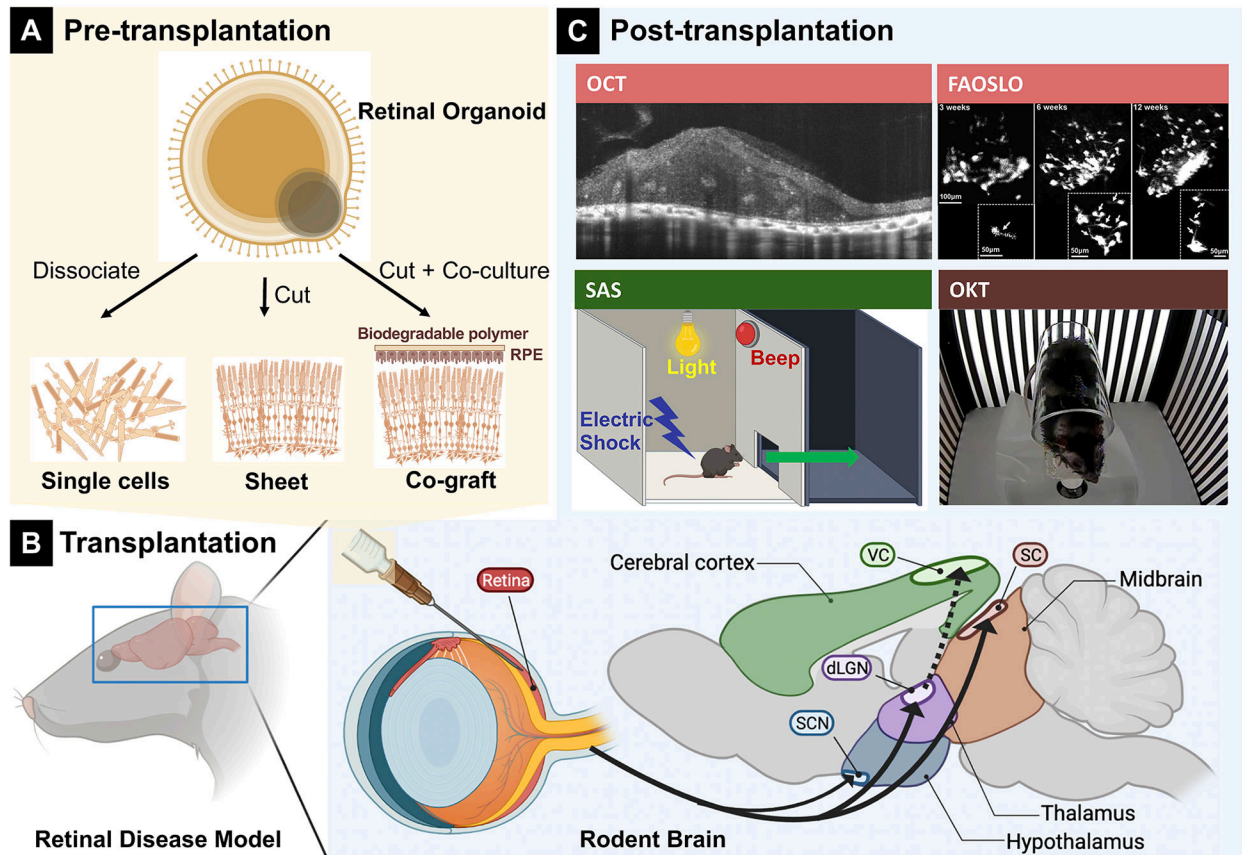 A Pre-transplantation
Retinal Organoid
Dissociate
Cut
Cut + Co-culture
Biodegradable polymer
RPE
Single cells
Sheet
Co-graft
B Transplantation
Retinal Disease Model
Retina
Cerebral cortex
VC
SC
Midbrain
dLGN
SCN
Thalamus
Hypothalamus
Rodent Brain
C Post-transplantation
OCT
FAOSLO
3 weeks
6 weeks
12 weeks
100µm
50µm
50µm
50µm
SAS
Light
Beep
Electric
Shock
OKT